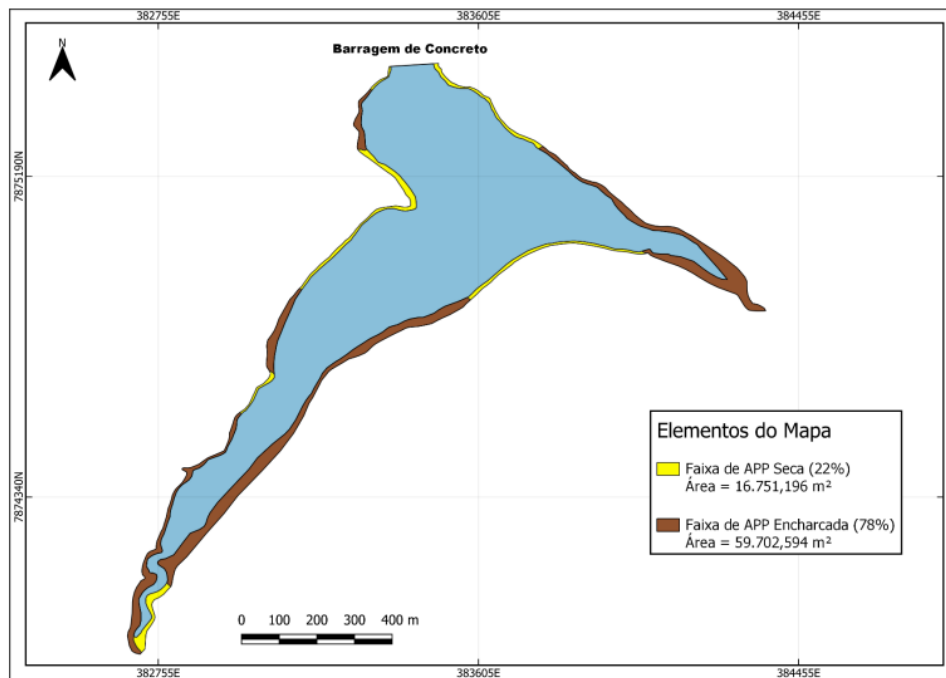 382755E
383605E
384455E
N
Barragem de Concreto
7875190N
7874340N
Elementos do Mapa
Faixa de APP Seca (22%)
Área = 16.751,196 m²
Faixa de APP Encharcada (78%)
Área = 59.702,594 m²
0 100 200 300 400 m
382755E
383605E
384455E